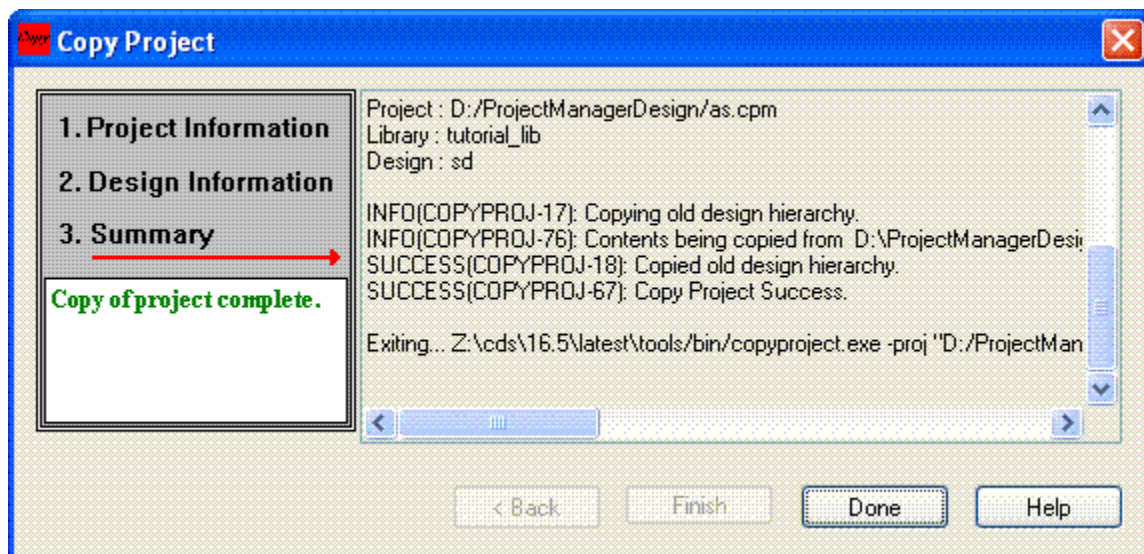 Copy Project
1. Project Information
2. Design Information
3. Summary
Copy of project complete.
Project : D:/ProjectManagerDesign/as.cpm
Library : tutorial_lib
Design : sd
INFO(COPYPROJ-17): Copying old design hierarchy.
INFO(COPYPROJ-76): Contents being copied from D:\ProjectManagerDesi
SUCCESS(COPYPROJ-18): Copied old design hierarchy.
SUCCESS(COPYPROJ-67): Copy Project Success.
Exiting... Z:\cds\16.5\latest\tools/bin/copyproject.exe -proj "D:/ProjectMan
< Back
Finish
Done
Help